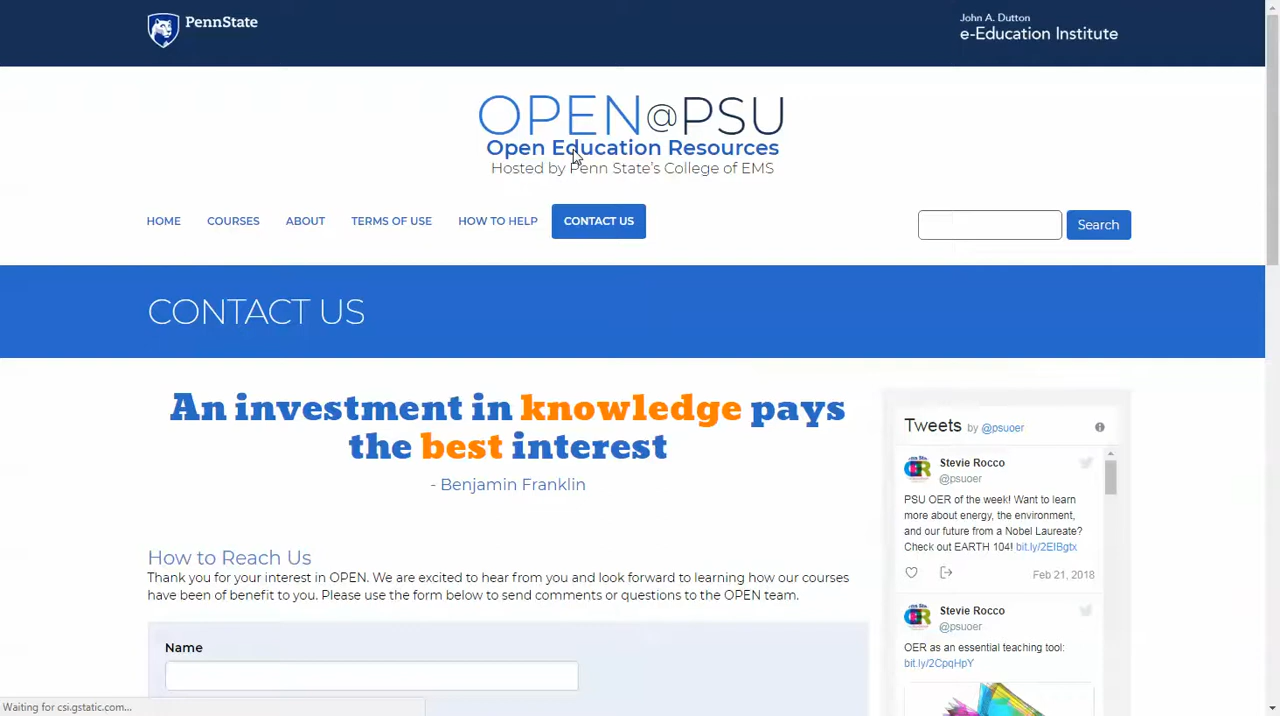 PennState
John A. Dutton
e-Education Institute
OPEN@PSU
Open Education Resources
Hosted by Penn State's College of EMS
HOME
COURSES
ABOUT
TERMS OF USE
HOW TO HELP
CONTACT US
Search
CONTACT US
An investment in knowledge pays
the best interest
- Benjamin Franklin
How to Reach Us
Thank you for your interest in OPEN. We are excited to hear from you and look forward to learning how our courses
have been of benefit to you. Please use the form below to send comments or questions to the OPEN team.
Name
Tweets by @psuoer
Stevie Rocco
@psuoer
PSU OER of the week! Want to learn
more about energy, the environment,
and our future from a Nobel Laureate?
Check out EARTH 104! bit.ly/2EIBgtx
Feb 21, 2018
Stevie Rocco
@psuoer
OER as an essential teaching tool:
bit.ly/2CpqHpY
Waiting for csi.gstatic.com...